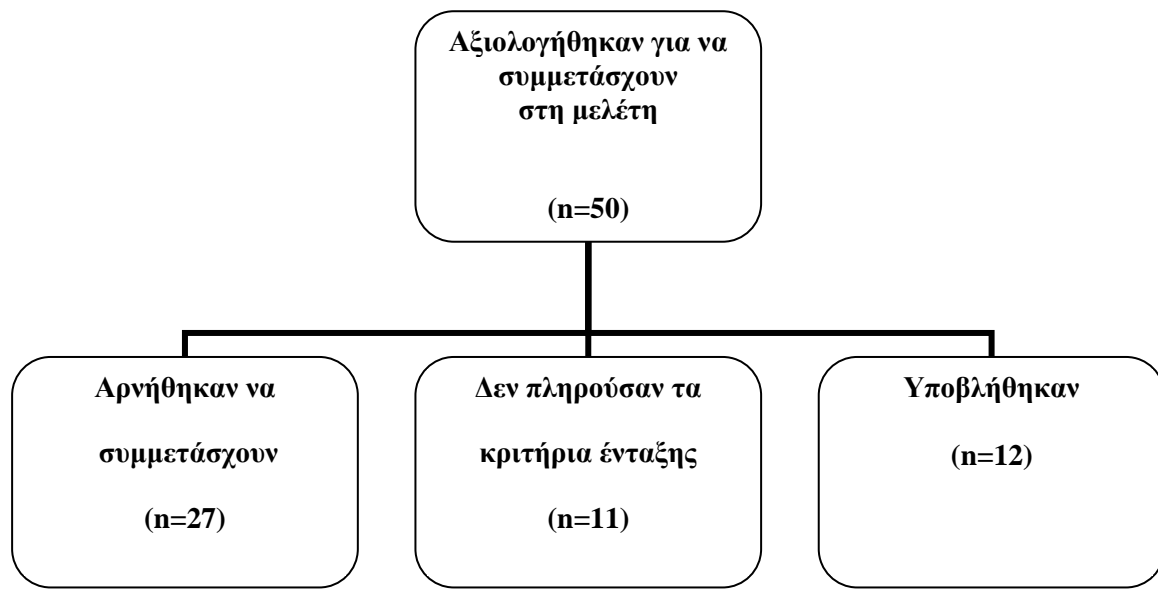 Αξιολογήθηκαν για να
συμμετάσχουν
στη μελέτη
(n=50)
Αρνήθηκαν να
συμμετάσχουν
(n=27)
Δεν πληρούσαν τα
κριτήρια ένταξης
(n=11)
Υποβλήθηκαν
(n=12)